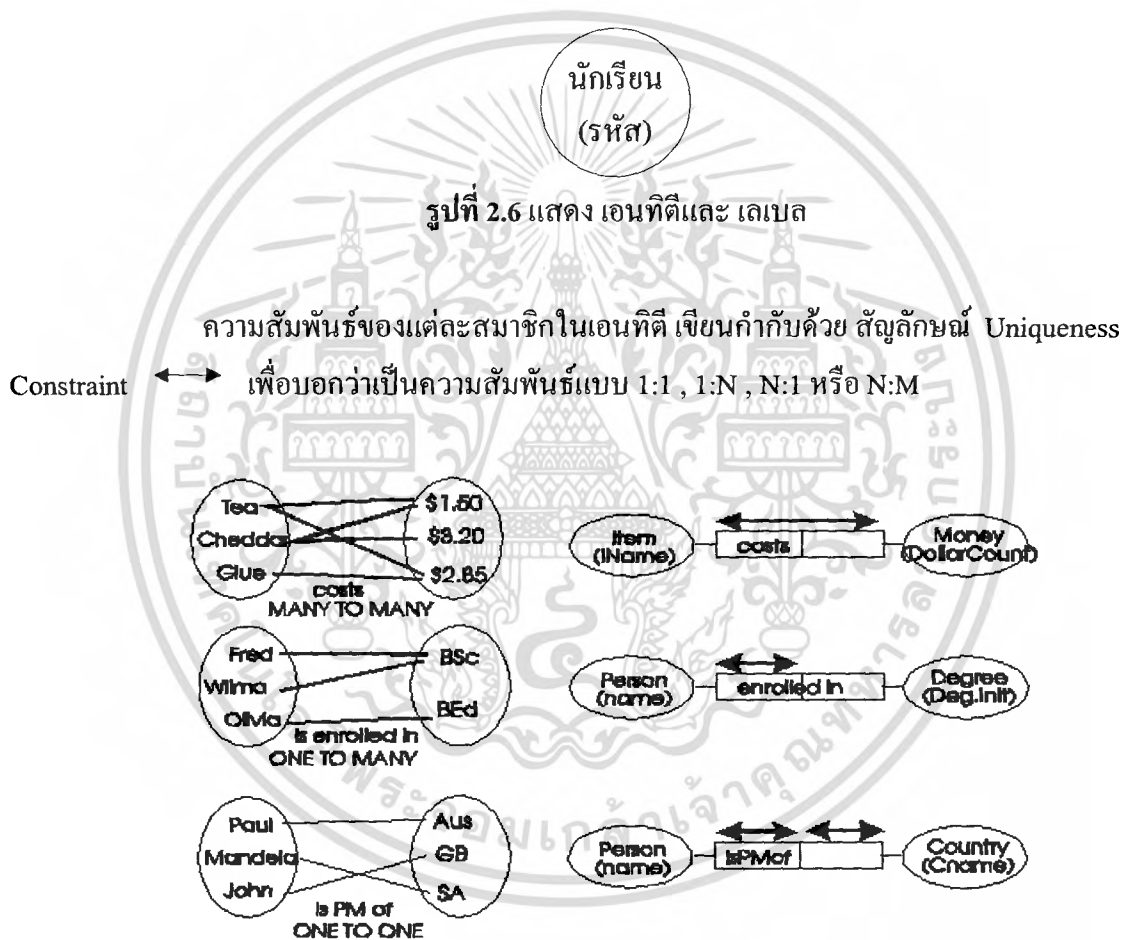 นักเรียน
(รหัส)
รูปที่ 2.6 แสดง เอนทิตีและ เลเบล
ความสัมพันธ์ของแต่ละสมาชิกในเอนทิตี เขียนกำกับด้วย สัญลักษณ์ Uniqueness
Constraint ↔ เพื่อบอกว่าเป็นความสัมพันธ์แบบ 1:1 , 1:N , N:1 หรือ N:M
Tea $1.50
Cheddar $3.20
Glue $2.85
costs
MANY TO MANY
Item
(IName)
costs
Money
(DollarCount)
Fred BSc
Wilma
Olivia BEd
is enrolled in
ONE TO MANY
Person
(name)
enrolled in
Degree
(Deg.Init)
Paul Aus
Mandela GB
John SA
is PM of
ONE TO ONE
Person
(name)
isPMof
Country
(Cname)